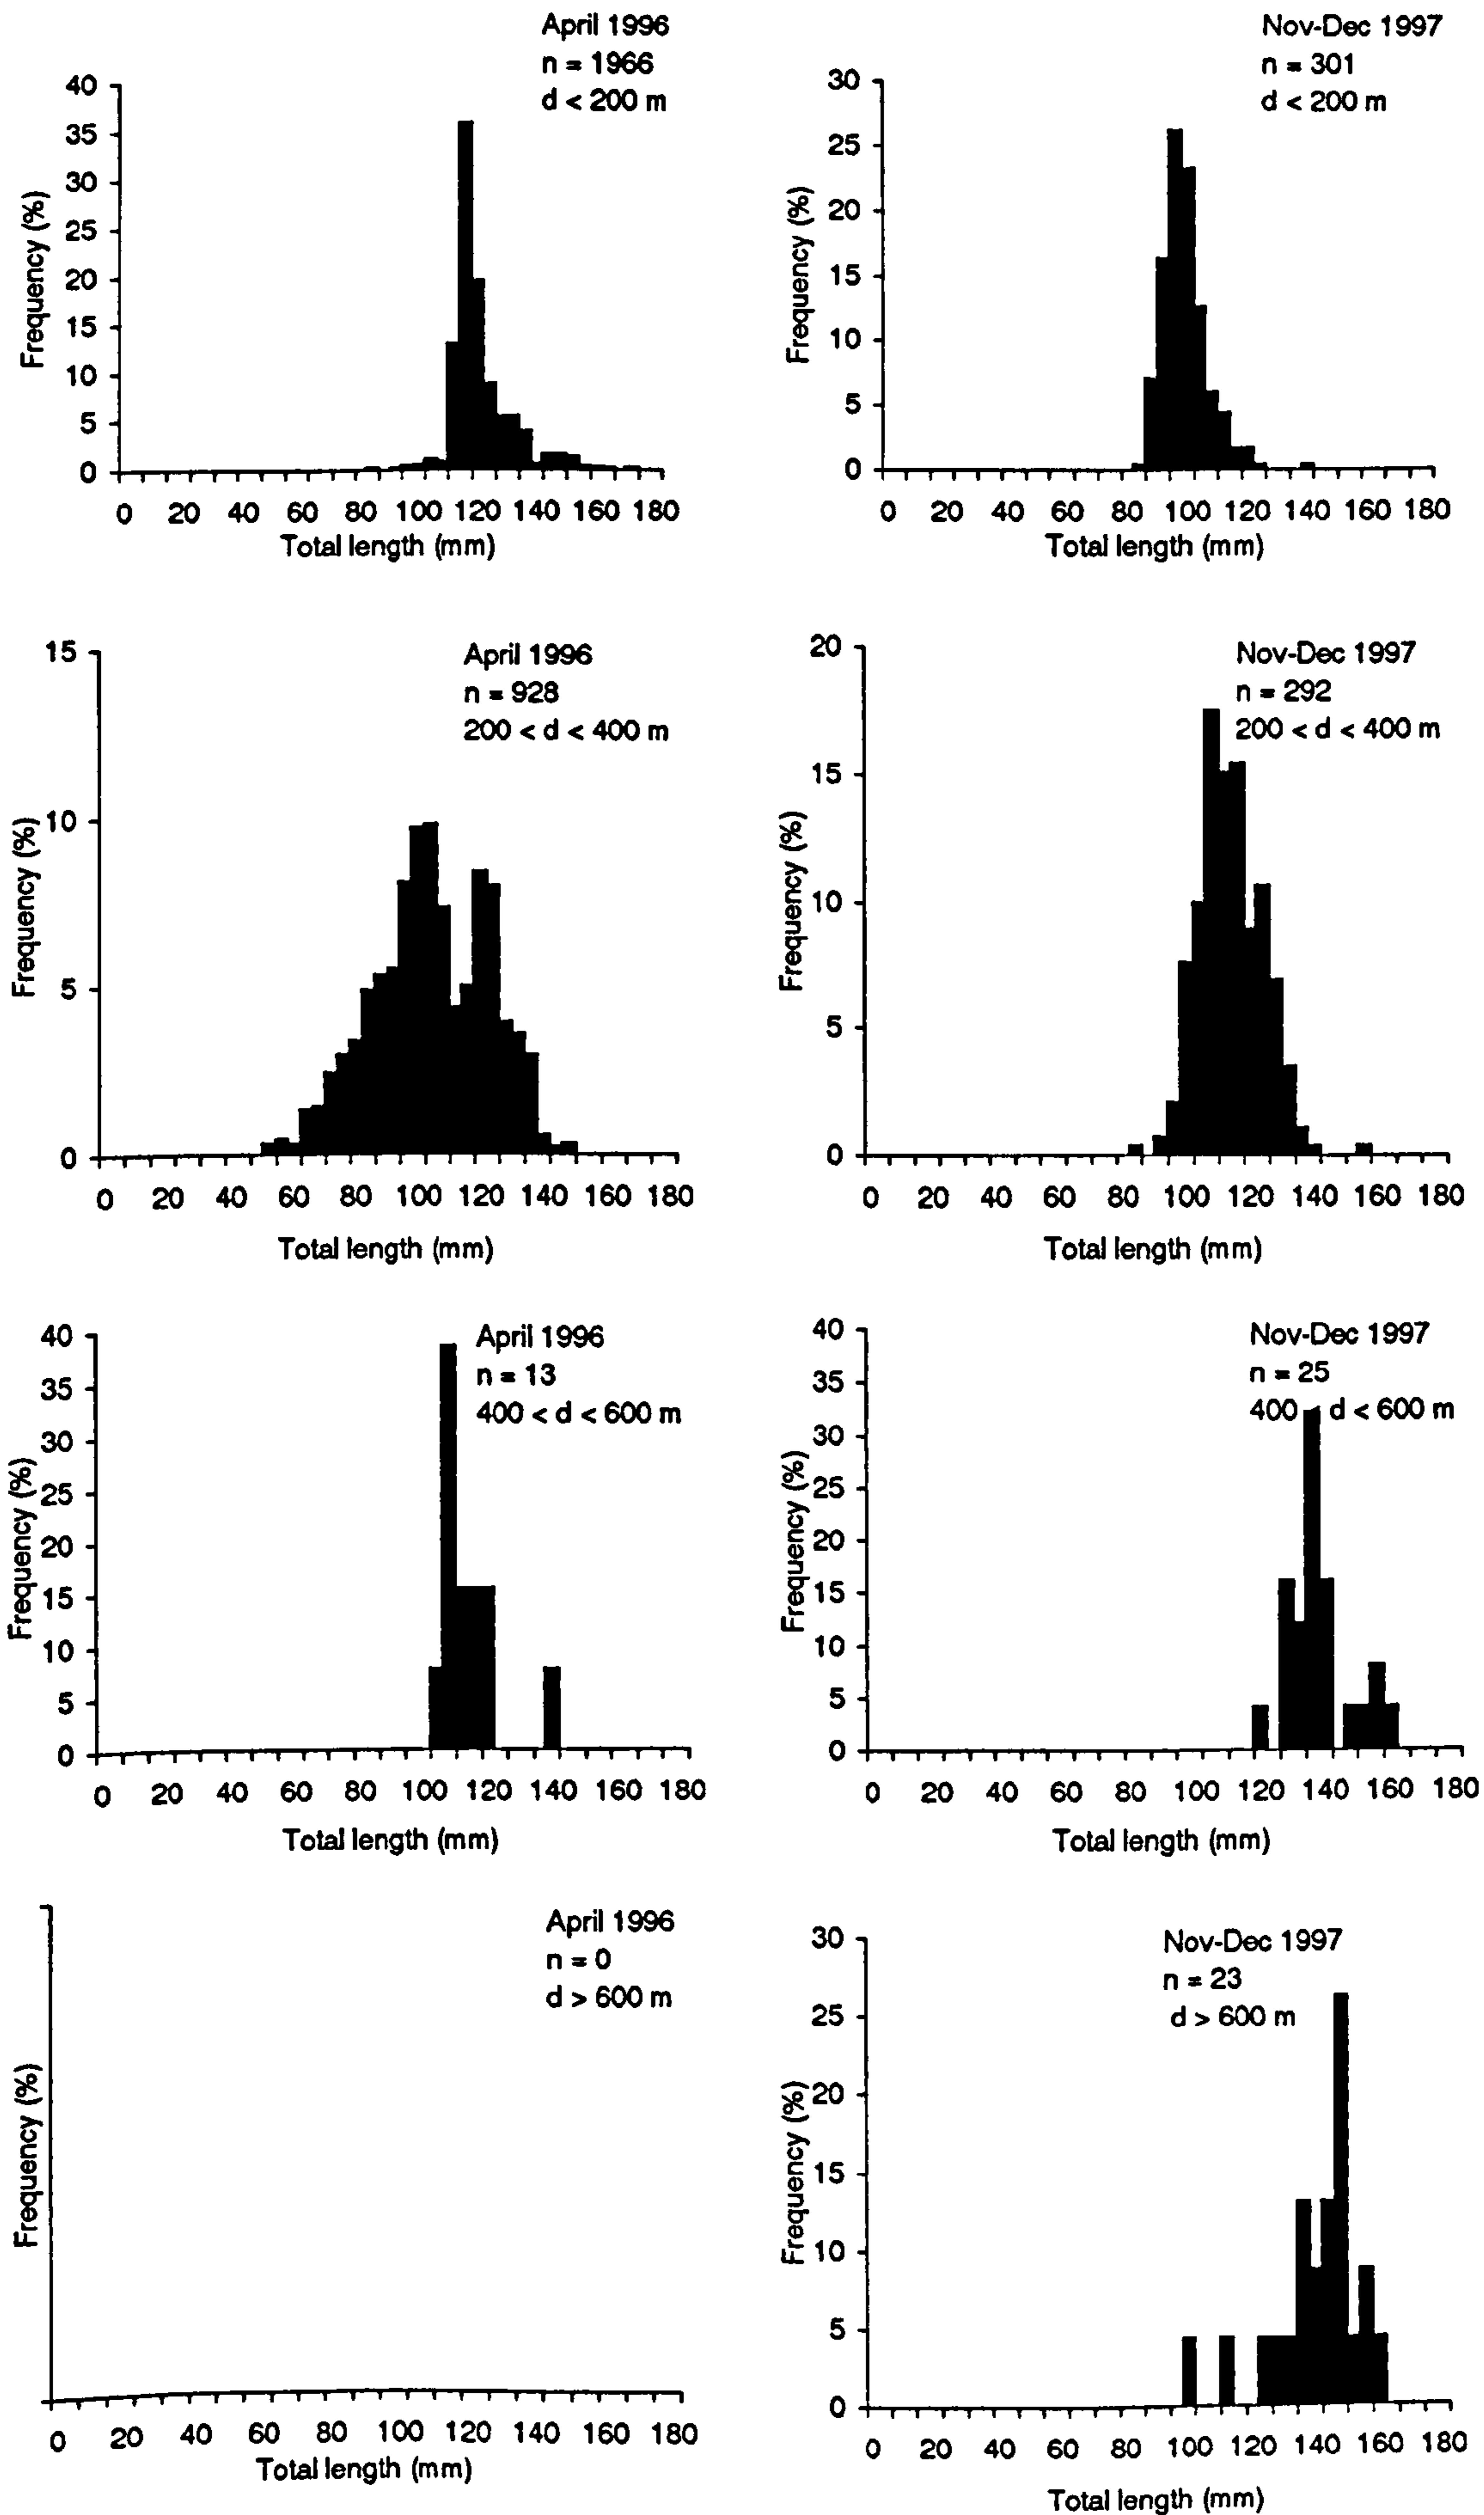 April 1996
n = 1966
d < 200 m
40
35
30
25
20
15
10
5
0
Frequency (%)
0 20 40 60 80 100 120 140 160 180
Total length (mm)
Nov-Dec 1997
n = 301
d < 200 m
30
25
20
15
10
5
0
Frequency (%)
0 20 40 60 80 100 120 140 160 180
Total length (mm)
April 1996
n = 928
200 < d < 400 m
15
10
5
0
Frequency (%)
0 20 40 60 80 100 120 140 160 180
Total length (mm)
Nov-Dec 1997
n = 292
200 < d < 400 m
20
15
10
5
0
Frequency (%)
0 20 40 60 80 100 120 140 160 180
Total length (mm)
April 1996
n = 13
400 < d < 600 m
40
35
30
25
20
15
10
5
0
Frequency (%)
0 20 40 60 80 100 120 140 160 180
Total length (mm)
Nov-Dec 1997
n = 25
400 d < 600 m
40
35
30
25
20
15
10
5
0
Frequency (%)
0 20 40 60 80 100 120 140 160 180
Total length (mm)
April 1996
n = 0
d > 600 m
Frequency (%)
0 20 40 60 80 100 120 140 160 180
Total length (mm)
Nov-Dec 1997
n = 23
d > 600 m
30
25
20
15
10
5
0
Frequency (%)
0 20 40 60 80 100 120 140 160 180
Total length (mm)